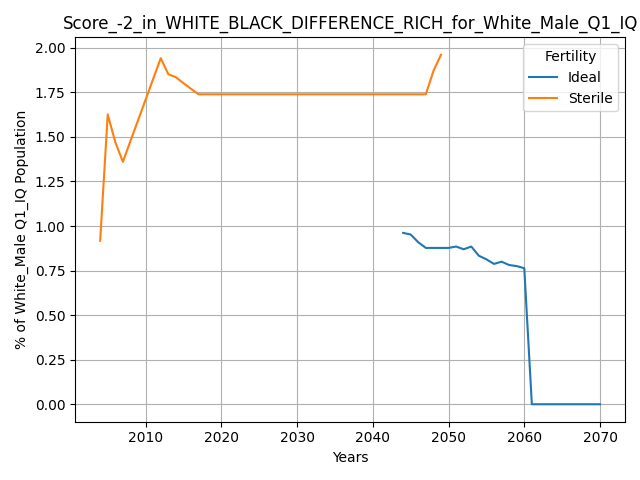 Score_-2_in_WHITE_BLACK_DIFFERENCE_RICH_for_White_Male_Q1_IQ
Fertility
Ideal
Sterile
2.00
1.75
1.50
1.25
1.00
0.75
0.50
0.25
0.00
% of White_Male Q1_IQ Population
2010
2020
2030
2040
2050
2060
2070
Years